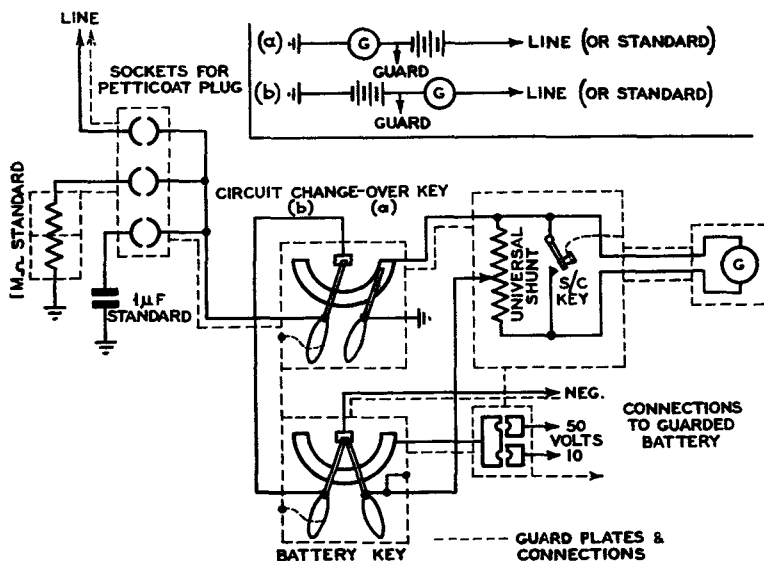 LINE
SOCKETS FOR
PETTICOAT PLUG
(a) G LINE (OR STANDARD)
GUARD
(b) G LINE (OR STANDARD)
GUARD
1MΩ STANDARD
1μF
STANDARD
CIRCUIT CHANGE-OVER KEY
(b) (a)
UNIVERSAL
SHUNT
S/C
KEY
G
NEG.
50
VOLTS
10
CONNECTIONS
TO GUARDED
BATTERY
BATTERY KEY
GUARD PLATES &
CONNECTIONS